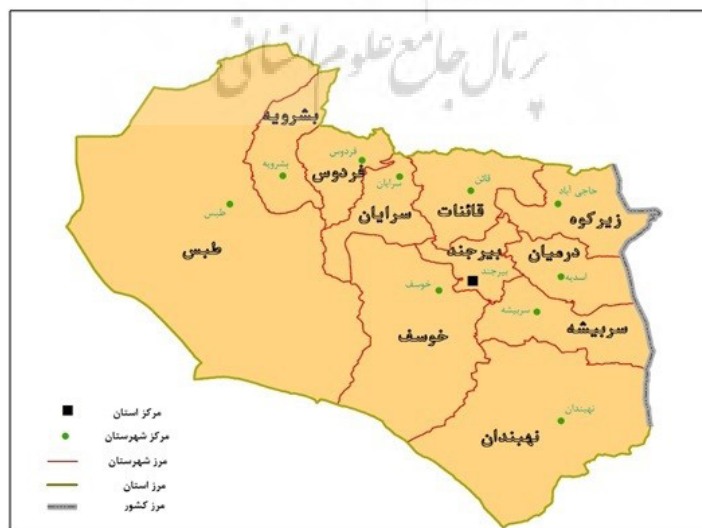 پرتال جامع علوم انسانی
بشرویه
فردوس
بشرویه
فردوس
سرایان
سرایان
قائن
قائنات
حاجی آباد
زیرکوه
طبس
طبس
بیرجند
بیرجند
درمیان
اسدیه
خوسف
خوسف
سربیشه
سربیشه
نهبندان
نهبندان
مرکز استان
مرکز شهرستان
مرز شهرستان
مرز استان
مرز کشور